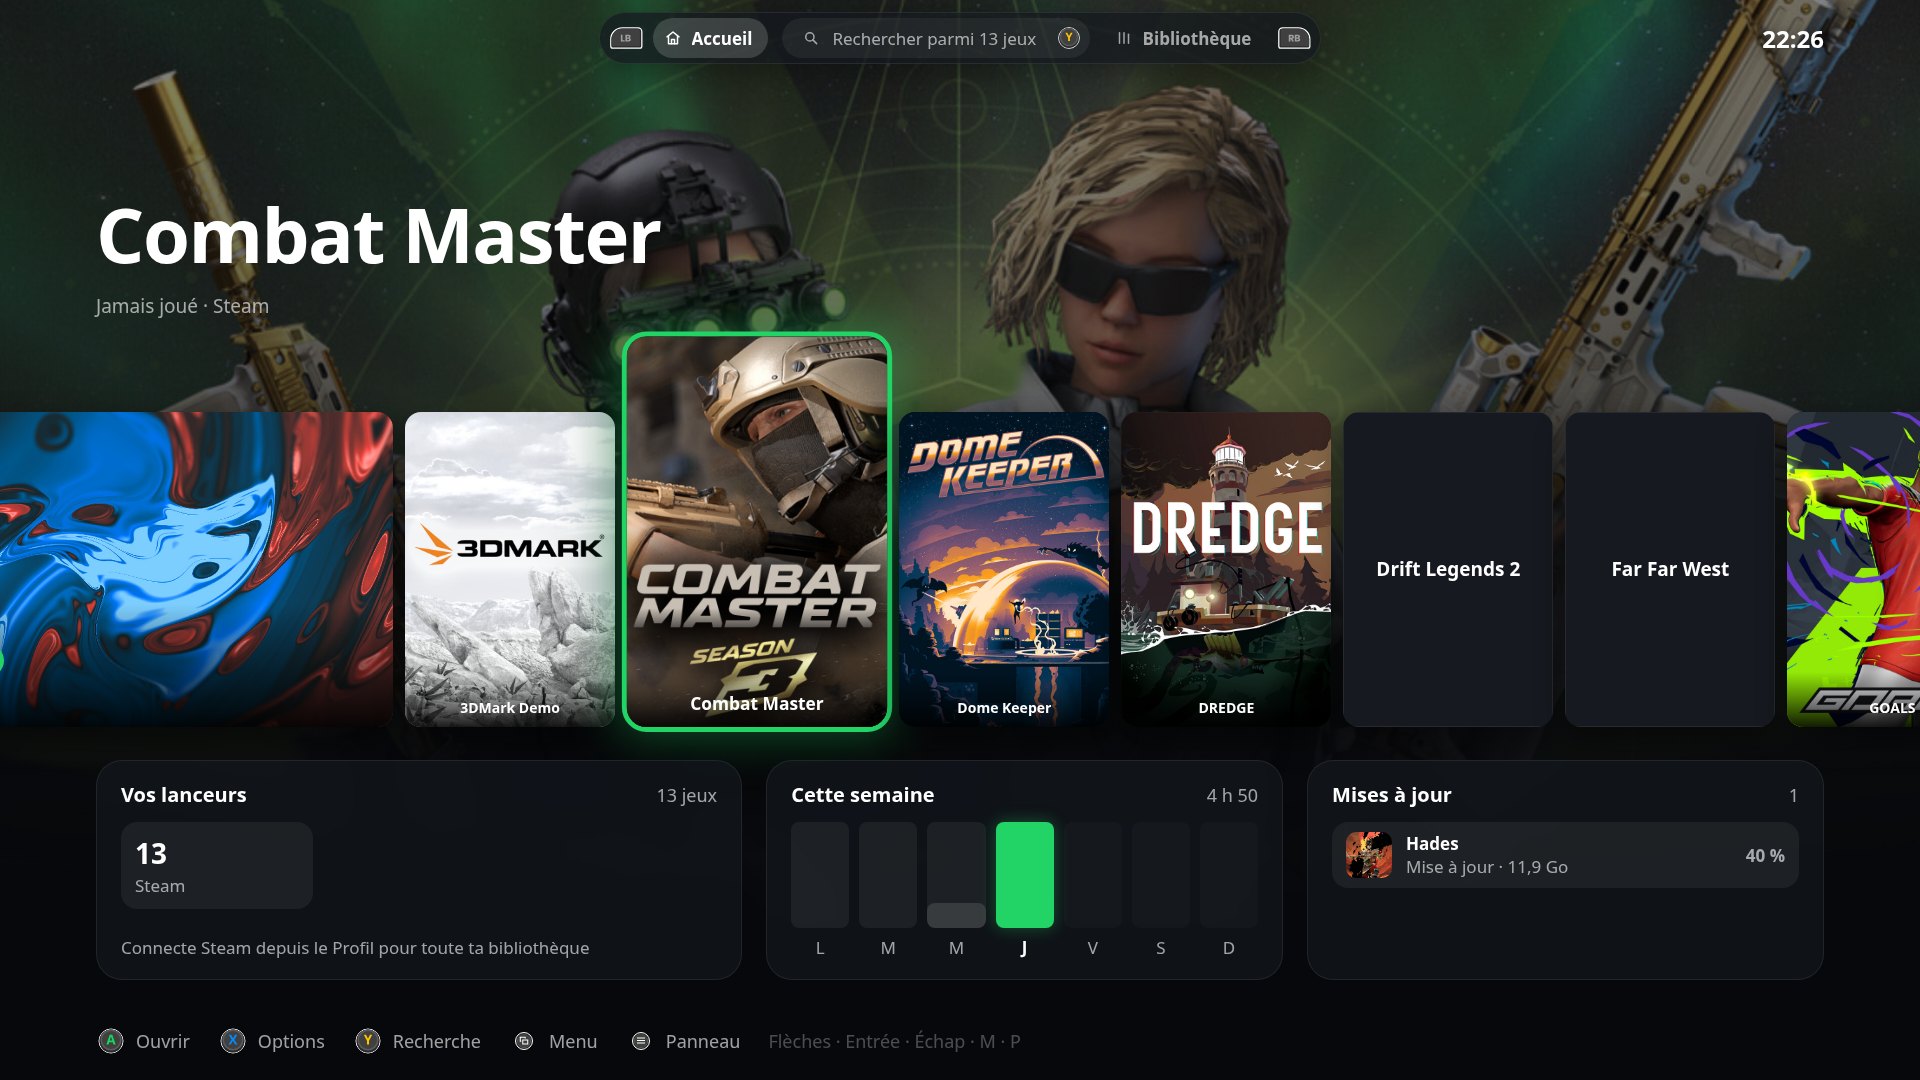 LB
Accueil
Rechercher parmi 13 jeux
Y
Bibliothèque
RB
22:26
Combat Master
Jamais joué · Steam
3DMARK
3DMark Demo
COMBAT
MASTER
SEASON
3
Combat Master
DOME
KEEPER
Dome Keeper
DREDGE
DREDGE
Drift Legends 2
Far Far West
GOALS
Vos lanceurs
13 jeux
13
Steam
Connecte Steam depuis le Profil pour toute ta bibliothèque
Cette semaine
4 h 50
L M M J V S D
Mises à jour
1
Hades
Mise à jour · 11,9 Go
40 %
A Ouvrir
X Options
Y Recherche
Menu
Panneau
Flèches · Entrée · Échap · M · P